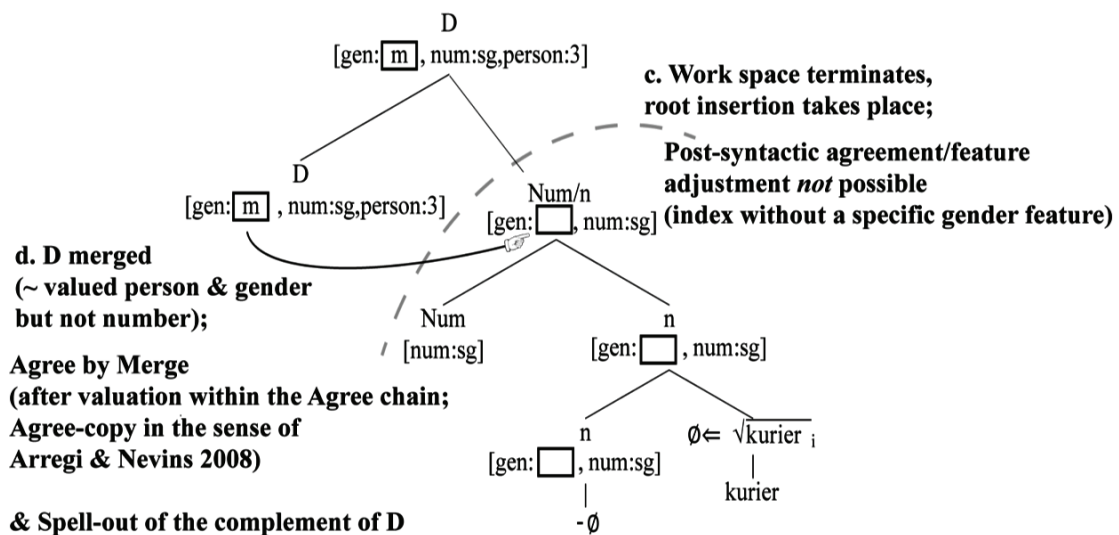 D
[gen: m , num:sg,person:3]
c. Work space terminates,
root insertion takes place;
Post-syntactic agreement/feature
adjustment not possible
(index without a specific gender feature)
D
[gen: m , num:sg,person:3]
Num/n
[gen: , num:sg]
d. D merged
(~ valued person & gender
but not number);
Num
[num:sg]
n
[gen: , num:sg]
Agree by Merge
(after valuation within the Agree chain;
Agree-copy in the sense of
Arregi & Nevins 2008)
n
[gen: , num:sg]
Ø⇐ √kurier i
kurier
-Ø
& Spell-out of the complement of D